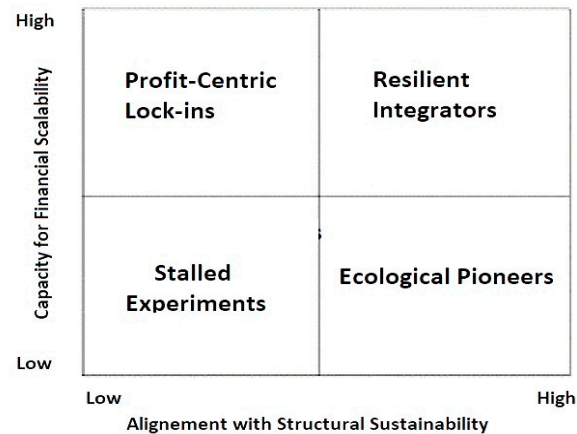 High
Profit-Centric
Lock-ins
Resilient
Integrators
Capacity for Financial Scalability
Stalled
Experiments
Ecological Pioneers
Low
Low
High
Alignement with Structural Sustainability